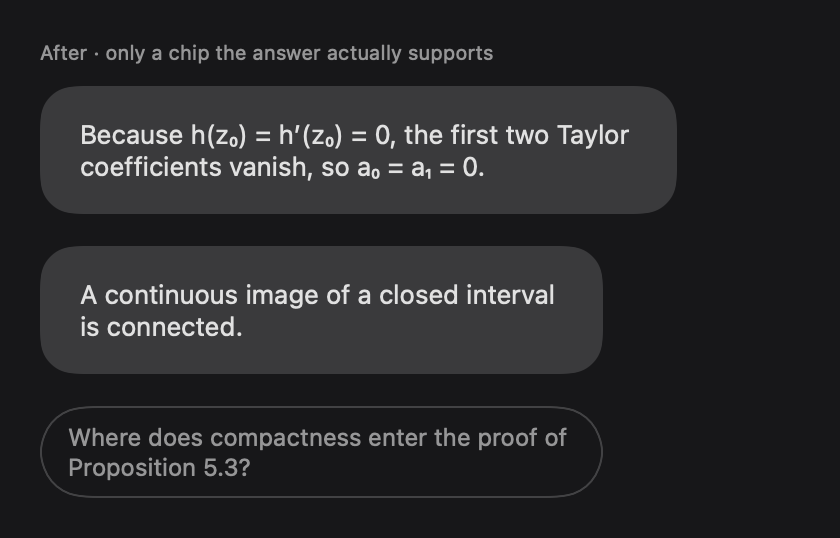 After · only a chip the answer actually supports
Because h(z₀) = h′(z₀) = 0, the first two Taylor
coefficients vanish, so a₀ = a₁ = 0.
A continuous image of a closed interval
is connected.
Where does compactness enter the proof of
Proposition 5.3?